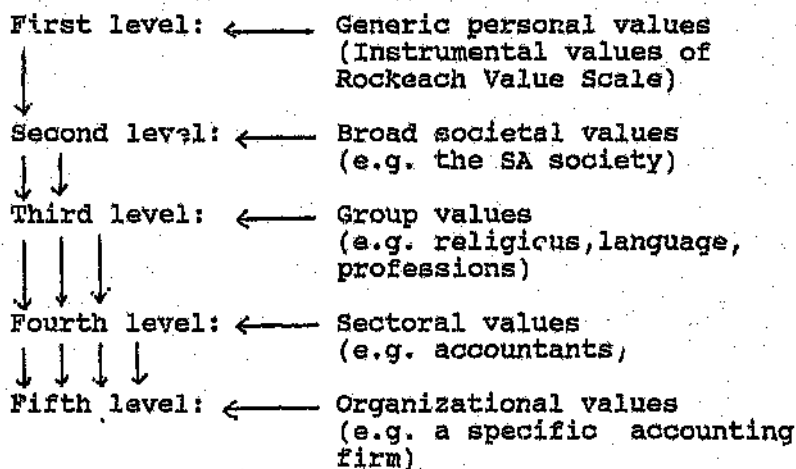 First level: Generic personal values
(Instrumental values of
Rockeach Value Scale)
Second level: Broad societal values
(e.g. the SA society)
Third level: Group values
(e.g. religious,language,
professions)
Fourth level: Sectoral values
(e.g. accountants,
Fifth level: Organizational values
(e.g. a specific accounting
firm)